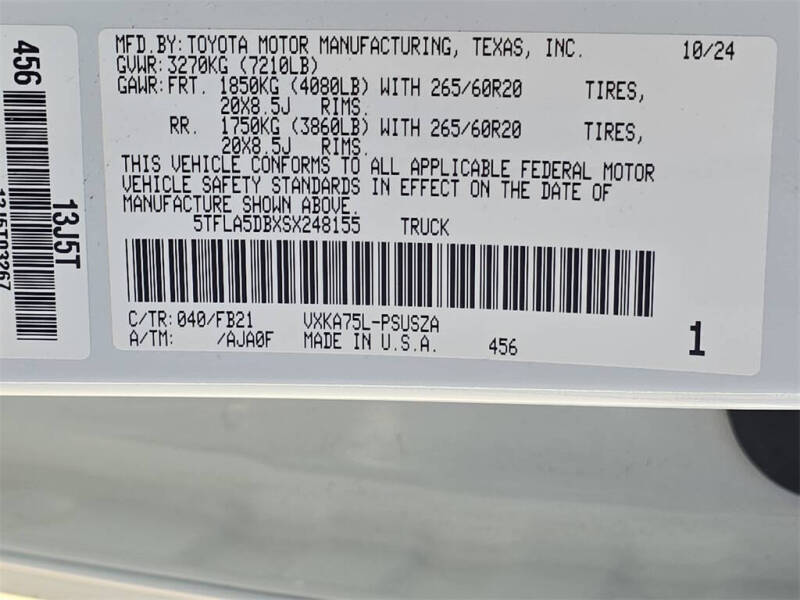 MFD.BY: TOYOTA MOTOR MANUFACTURING, TEXAS, INC. 10/24
GVWR: 3270KG (7210LB)
GAWR: FRT. 1850KG (4080LB) WITH 265/60R20 TIRES,
20X8.5J RIMS.
RR. 1750KG (3860LB) WITH 265/60R20 TIRES,
20X8.5J RIMS.
THIS VEHICLE CONFORMS TO ALL APPLICABLE FEDERAL MOTOR
VEHICLE SAFETY STANDARDS IN EFFECT ON THE DATE OF
MANUFACTURE SHOWN ABOVE.
5TFLA5DBXSX248155 TRUCK
C/TR: 040/FB21 VXKA75L-PSUSZA
A/TM: /AJA0F MADE IN U.S.A. 456 1
456
13J5T
13J5T03267